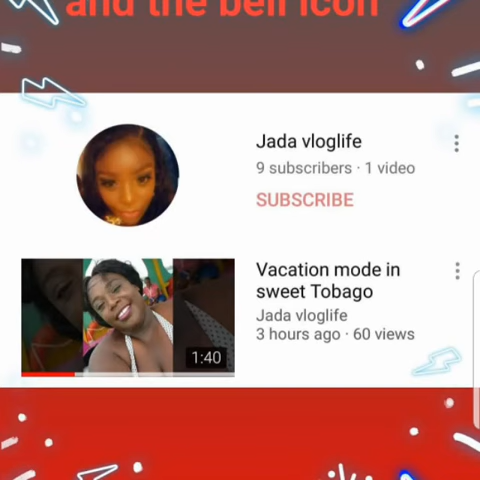 and the bell icon
Jada vloglife
9 subscribers · 1 video
SUBSCRIBE
Vacation mode in
sweet Tobago
Jada vloglife
3 hours ago · 60 views
1:40